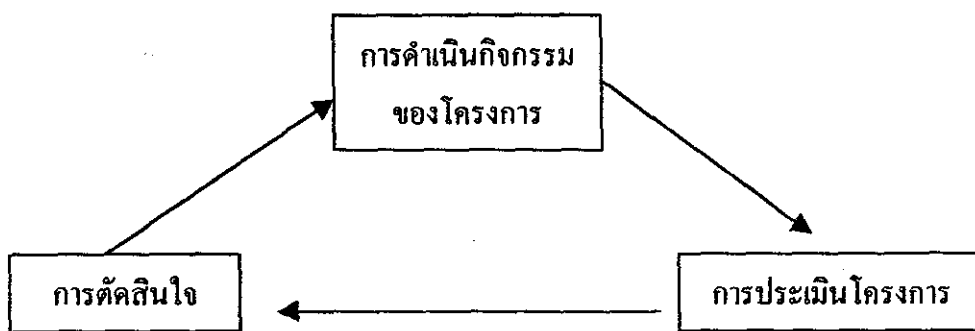 การดำเนินกิจกรรม
ของโครงการ
การตัดสินใจ
การประเมินโครงการ